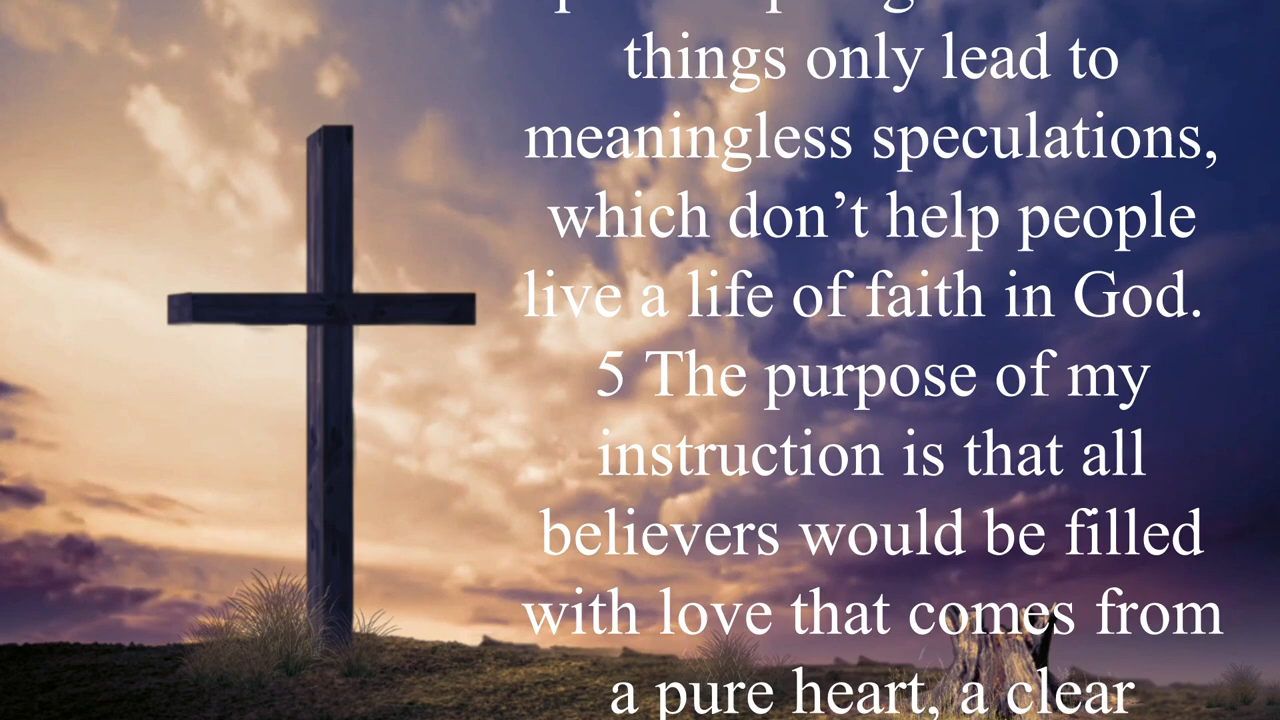 things only lead to
meaningless speculations,
which don’t help people
live a life of faith in God.
5 The purpose of my
instruction is that all
believers would be filled
with love that comes from
a pure heart, a clear